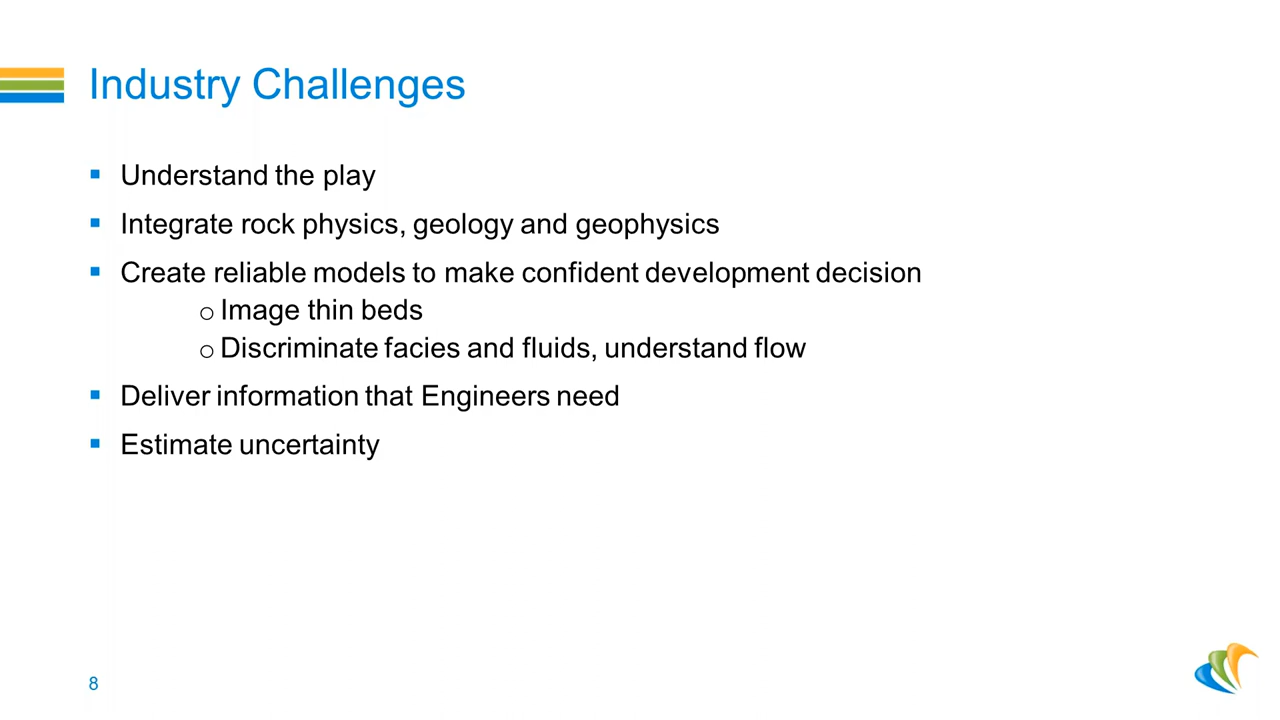 Industry Challenges
▪ Understand the play
▪ Integrate rock physics, geology and geophysics
▪ Create reliable models to make confident development decision
o Image thin beds
o Discriminate facies and fluids, understand flow
▪ Deliver information that Engineers need
▪ Estimate uncertainty
8